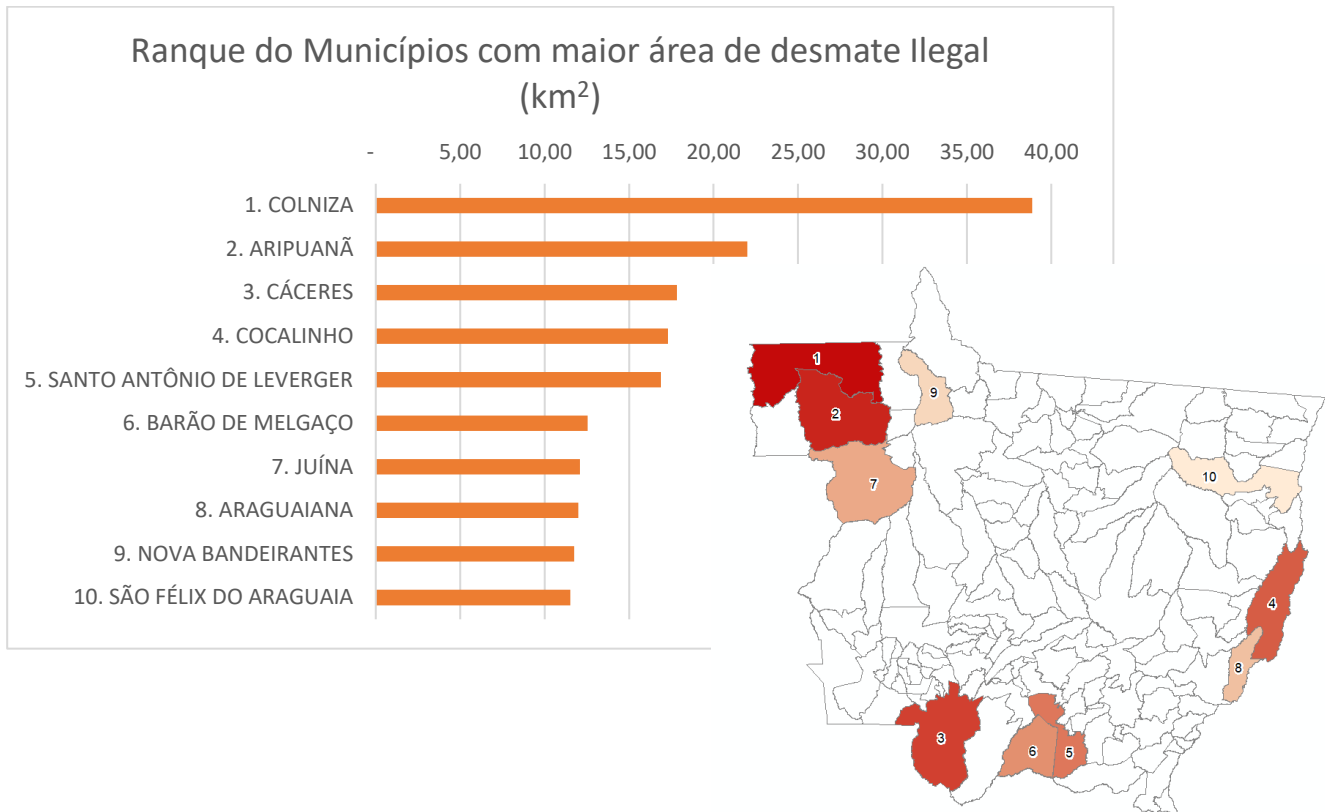 Ranque do Municípios com maior área de desmate Ilegal
(km²)
- 5,00 10,00 15,00 20,00 25,00 30,00 35,00 40,00
1. COLNIZA
2. ARIPUANÃ
3. CÁCERES
4. COCALINHO
5. SANTO ANTÔNIO DE LEVERGER
6. BARÃO DE MELGAÇO
7. JUÍNA
8. ARAGUAIANA
9. NOVA BANDEIRANTES
10. SÃO FÉLIX DO ARAGUAIA
1
9
2
10
7
4
8
3
6
5